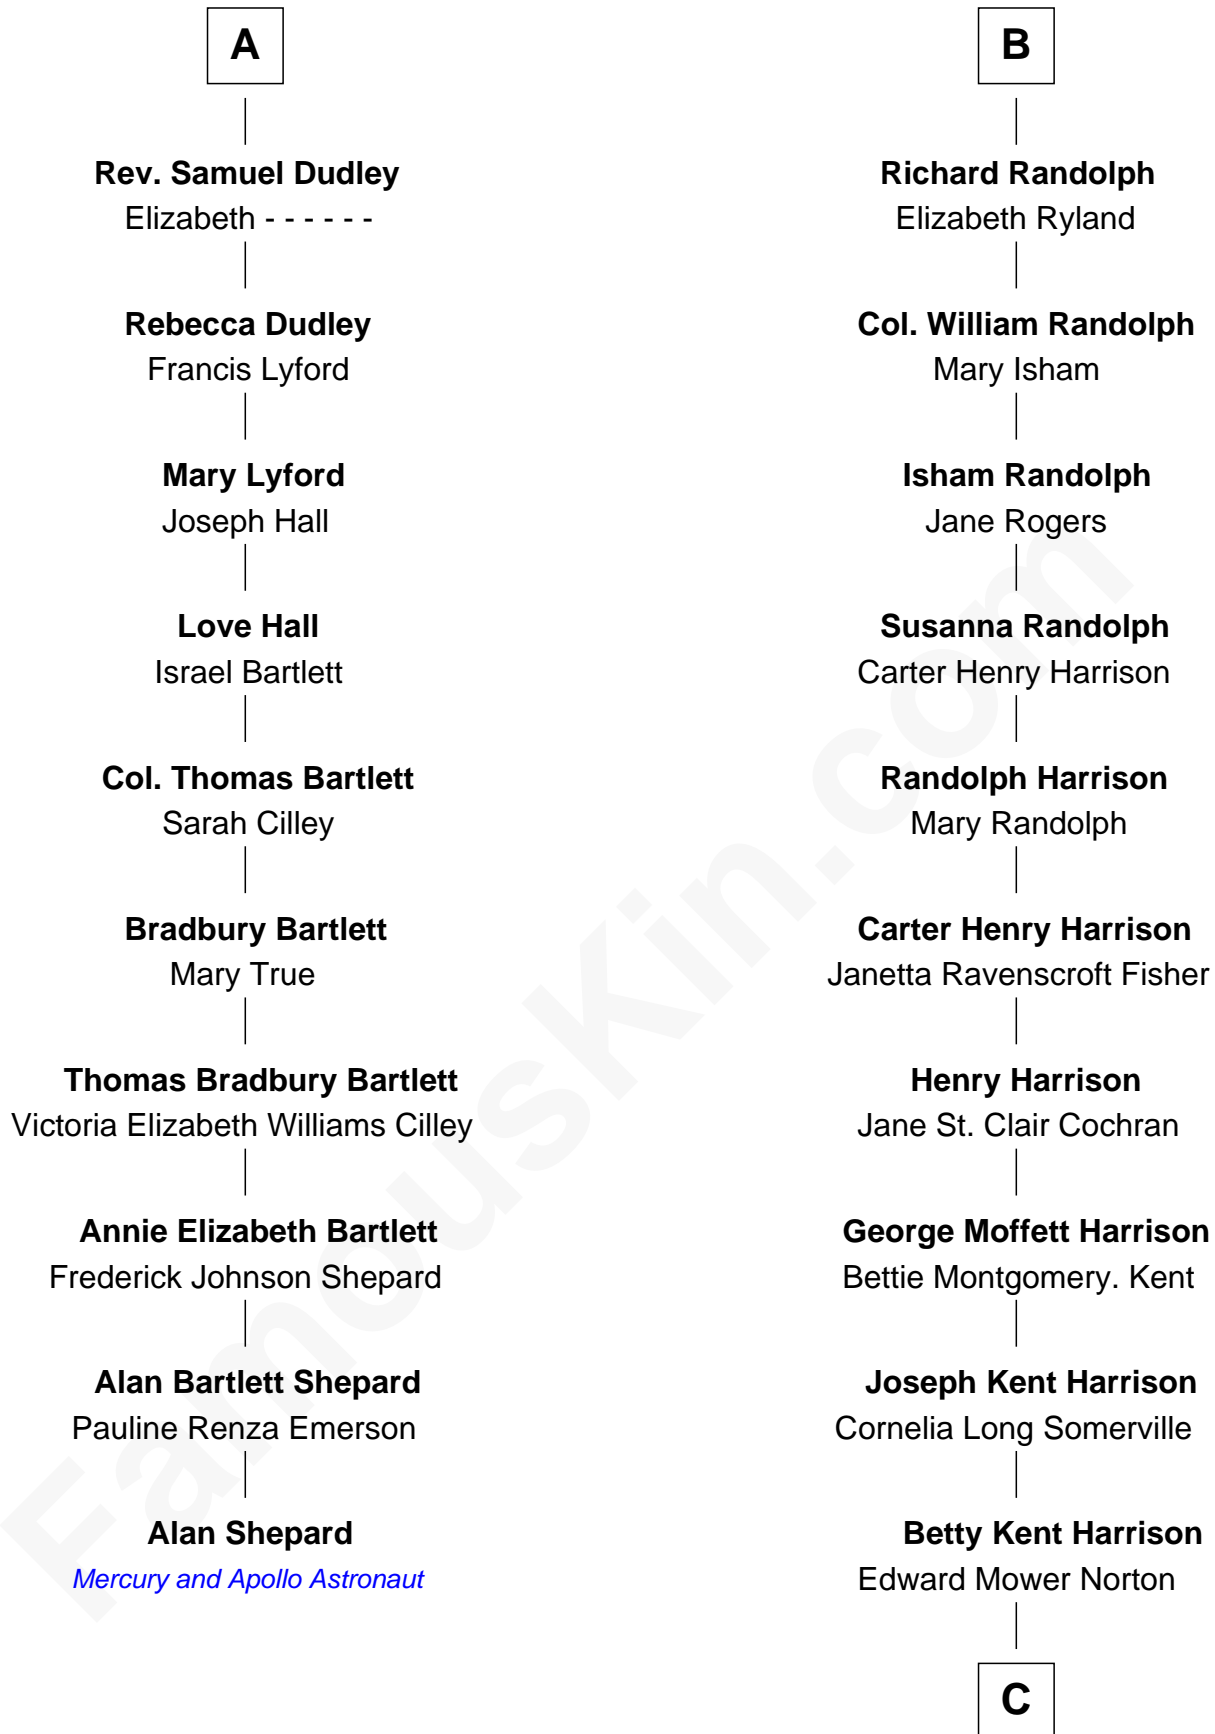 A
Rev. Samuel Dudley
Elizabeth - - - - - -
Rebecca Dudley
Francis Lyford
Mary Lyford
Joseph Hall
Love Hall
Israel Bartlett
Col. Thomas Bartlett
Sarah Cilley
Bradbury Bartlett
Mary True
Thomas Bradbury Bartlett
Victoria Elizabeth Williams Cilley
Annie Elizabeth Bartlett
Frederick Johnson Shepard
Alan Bartlett Shepard
Pauline Renza Emerson
Alan Shepard
Mercury and Apollo Astronaut
B
Richard Randolph
Elizabeth Ryland
Col. William Randolph
Mary Isham
Isham Randolph
Jane Rogers
Susanna Randolph
Carter Henry Harrison
Randolph Harrison
Mary Randolph
Carter Henry Harrison
Janetta Ravenscroft Fisher
Henry Harrison
Jane St. Clair Cochran
George Moffett Harrison
Bettie Montgomery. Kent
Joseph Kent Harrison
Cornelia Long Somerville
Betty Kent Harrison
Edward Mower Norton
C
FamousKin.com